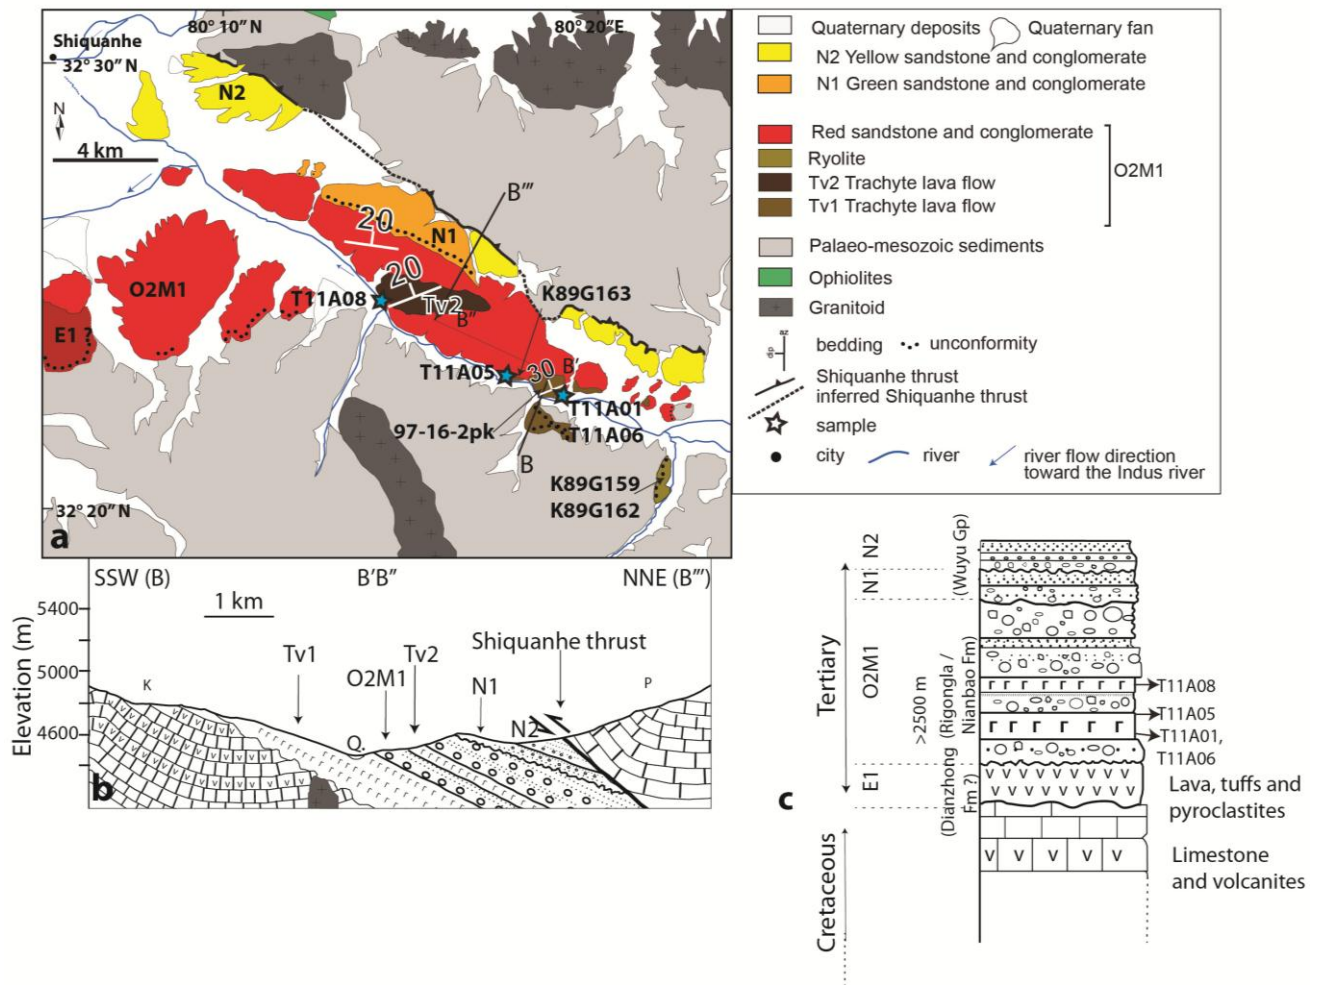 80° 10" N
80° 20"E
Shiquanhe
32° 30" N
N2
N
4 km
B'''
20
N1
20
O2M1
T11A08
Tv2
K89G163
B''
E1 ?
T11A05
30
B'
T11A01
97-16-2pk
T11A06
B
K89G159
K89G162
32° 20" N
a
Quaternary deposits
Quaternary fan
N2 Yellow sandstone and conglomerate
N1 Green sandstone and conglomerate
Red sandstone and conglomerate
Ryolite
O2M1
Tv2 Trachyte lava flow
Tv1 Trachyte lava flow
Palaeo-mesozoic sediments
Ophiolites
Granitoid
az
dip
bedding
unconformity
Shiquanhe thrust
inferred Shiquanhe thrust
sample
city
river
river flow direction
toward the Indus river
SSW (B)
B'B"
NNE (B''')
1 km
5400
5000
4600
Elevation (m)
Shiquanhe thrust
Tv1
Tv2
O2M1
N1
K
P
Q.
N2
b
N2
N1
(Wuyu Gp)
Tertiary
O2M1
>2500 m
(Rigongla /
Nianbao Fm)
E1
(Dianzhong
Fm ?)
Cretaceous
T11A08
T11A05
T11A01,
T11A06
Lava, tuffs and
pyroclastites
Limestone
and volcanites
c